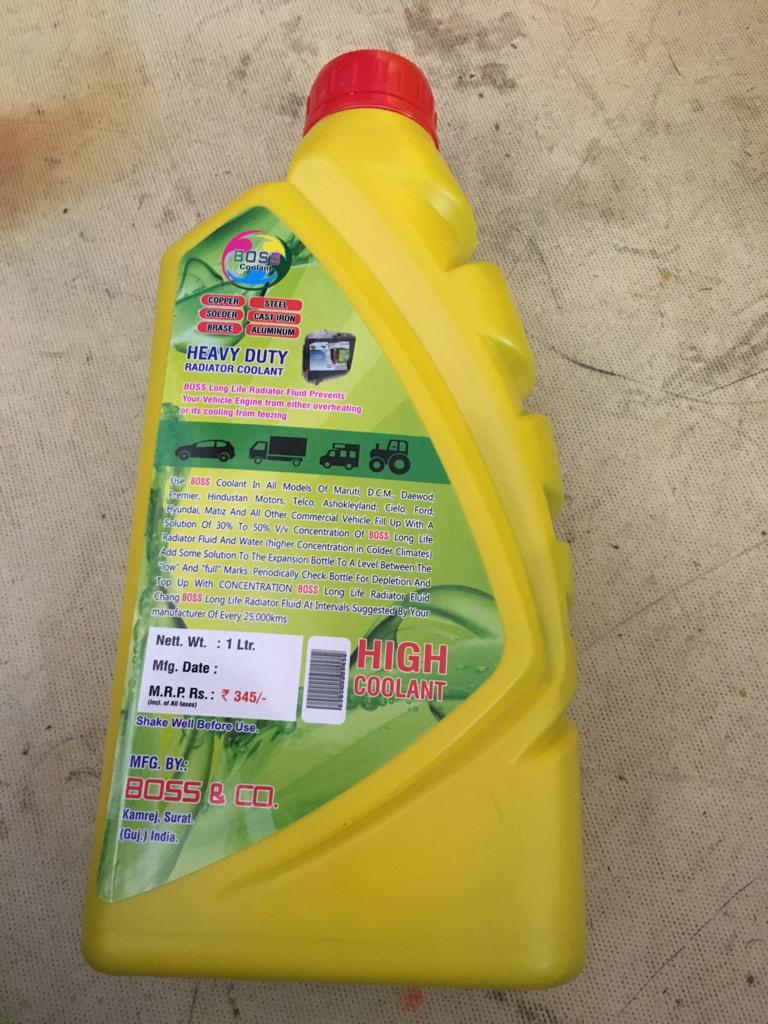 BOSS
Coolant
COPPER STEEL
SOLDER CAST IRON
BRASE ALUMINUM
HEAVY DUTY
RADIATOR COOLANT
BOSS Long Life Radiator Fluid Prevents
Your Vehicle Engine from either overheating
or its cooling from feezing
Use BOSS Coolant In All Models Of Maruti, D.C.M., Daewod,
Premier, Hindustan Motors, Telco, Ashokleyland, Cielo, Ford,
Hyundai, Matiz And All Other Commercial Vehicle Fill Up With A
Solution Of 30% To 50% V/v Concentration Of BOSS Long Life
Radiator Fluid And Water (higher Concentration in Colder Climates)
Add Some Solution To The Expansion Bottle To A Level Between The
"low" And "full" Marks. Periodically Check Bottle For Depletion And
Top Up With CONCENTRATION BOSS Long Life Radiator Fluid
Chang BOSS Long Life Radiator Fluid At Intervals Suggested By Your
manufacturer Of Every 25,000kms.
Nett. Wt. : 1 Ltr.
Mfg. Date :
M.R.P. Rs.: ₹ 345/-
(Incl. of All taxes)
HIGH
COOLANT
Shake Well Before Use.
MFG. BY.:
BOSS & CO.
Kamrej, Surat.
(Guj.) India.